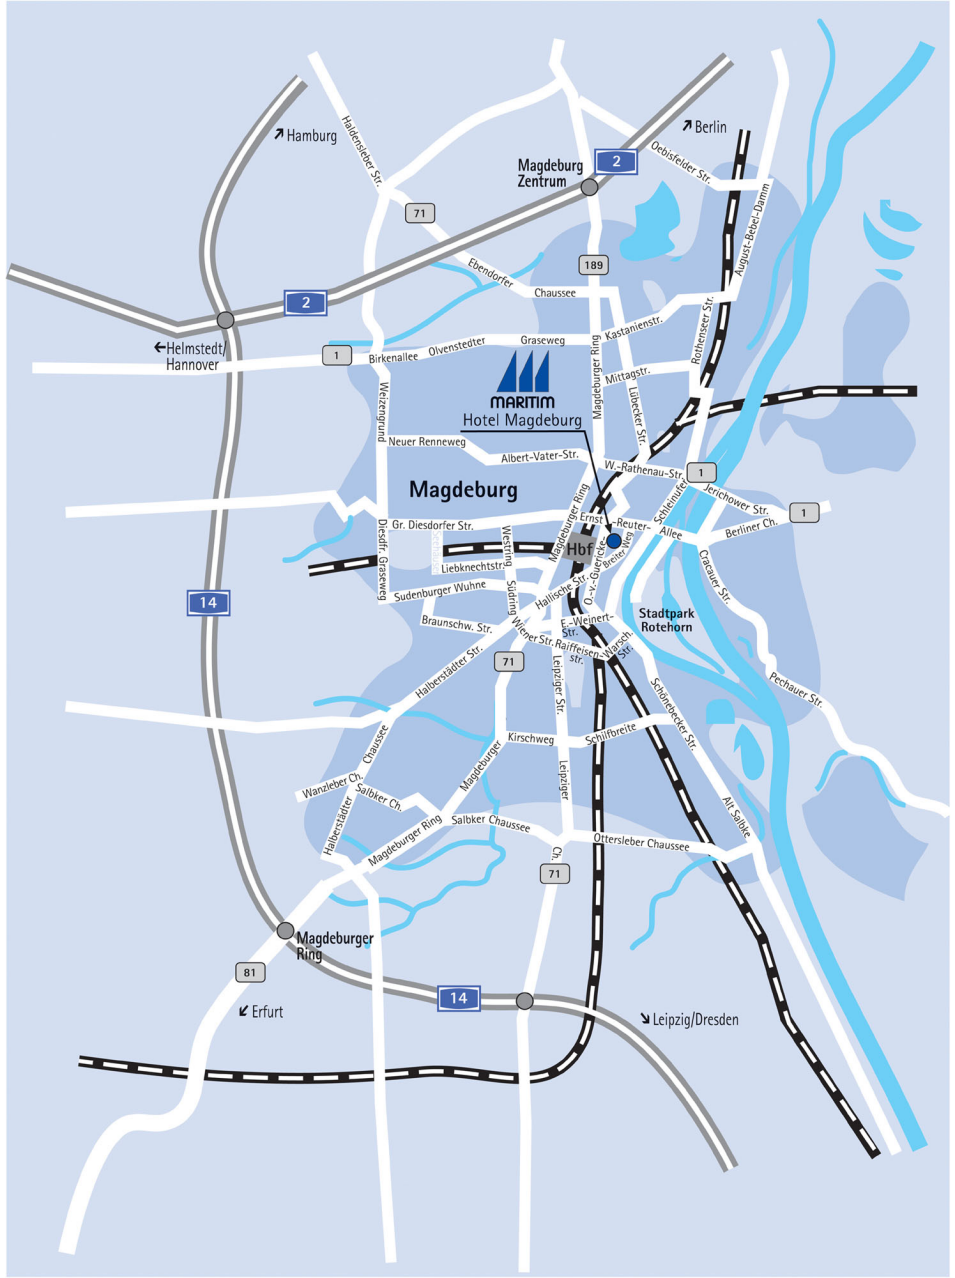 Hamburg
Haldensleber Str.
Berlin
Oebisfelder Str.
2
Magdeburg
Zentrum
71
August-Bebel-Damm
189
Ebendorfer
Chaussee
2
Helmstedt/
Hannover
1
Birkenallee
Olvenstedter
Graseweg
Kastanienstr.
Rothenseer Str.
Magdeburger Ring
Mittagstr.
Lübecker Str.
MARITIM
Hotel Magdeburg
Weizengrund
Neuer Renneweg
Albert-Vater-Str.
W.-Rathenau-Str.
1
Jerichower Str.
1
Magdeburg
Schleinufer
Magdeburger Ring
Gr. Diesdorfer Str.
Ernst
-Reuter-
Allee
Berliner Ch.
Diesdfr. Graseweg
Westring
Hbf
O.-v.-Guericke-
Breiter Weg
Liebknechtstr.
Südring
Hallische Str.
Cracauer Str.
Sudenburger Wuhne
14
Stadtpark
Rotehorn
Braunschw. Str.
Wiener Str.
E.-Weinert-
Str.
Raiffeisen-
str.
Warsch.
Str.
71
Halberstädter Str.
Leipziger Str.
Schönebecker Str.
Pechauer Str.
Kirschweg
Schilfbreite
Chaussee
Magdeburger
Leipziger
Wanzleber Ch.
Salbker Ch.
Halberstädter
Magdeburger Ring
Salbker Chaussee
Ottersleber Chaussee
Alt Salbke
Ch.
71
Magdeburger
Ring
81
Erfurt
14
Leipzig/Dresden